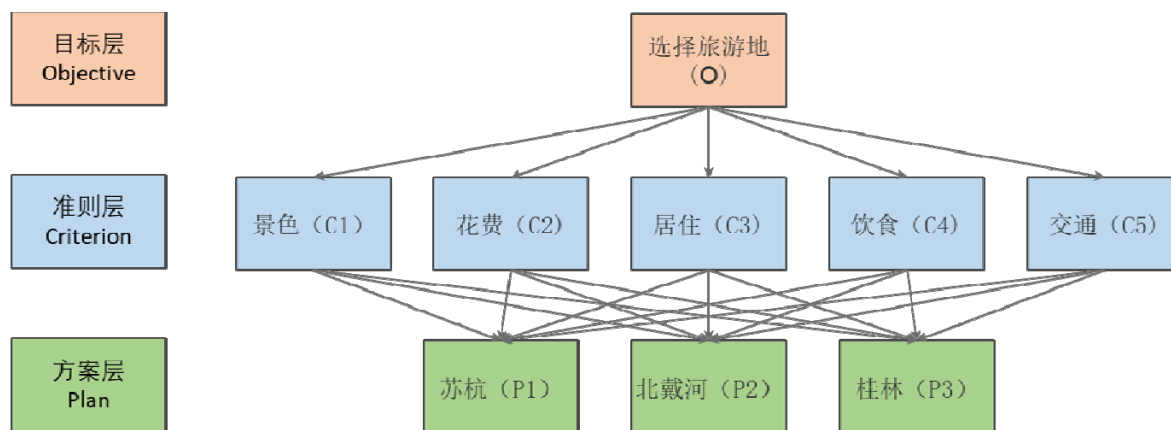 目标层
Objective
选择旅游地
（O）
准则层
Criterion
景色（C1）
花费（C2)
居住（C3）
饮食（C4）
交通（C5）
方案层
Plan
苏杭（P1）
北戴河（P2）
桂林（P3）